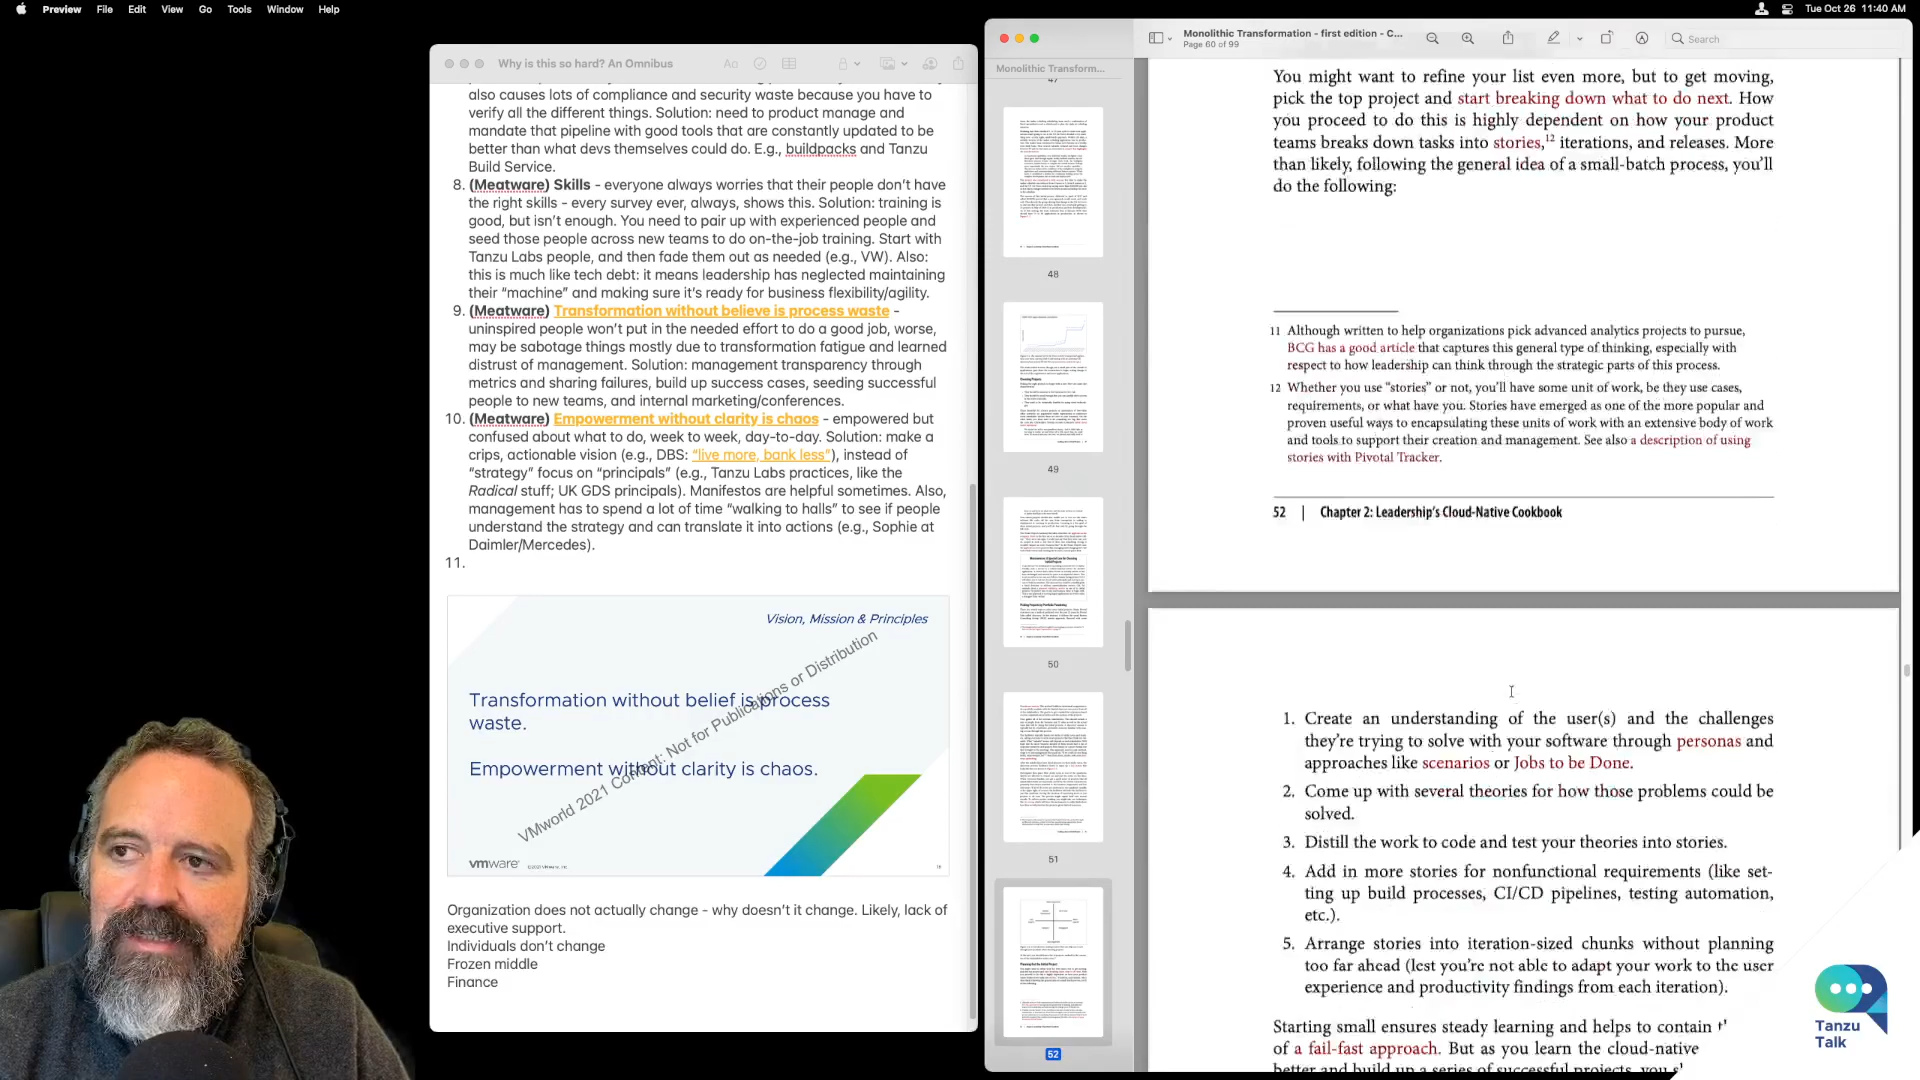 Preview File Edit View Go Tools Window Help
Tue Oct 26 11:40 AM
Why is this so hard? An Omnibus
also causes lots of compliance and security waste because you have to
verify all the different things. Solution: need to product manage and
mandate that pipeline with good tools that are constantly updated to be
better than what devs themselves could do. E.g., buildpacks and Tanzu
Build Service.
8. (Meatware) Skills - everyone always worries that their people don't have
the right skills - every survey ever, always, shows this. Solution: training is
good, but isn't enough. You need to pair up with experienced people and
seed those people across new teams to do on-the-job training. Start with
Tanzu Labs people, and then fade them out as needed (e.g., VW). Also:
this is much like tech debt: it means leadership has neglected maintaining
their "machine" and making sure it's ready for business flexibility/agility.
9. (Meatware) Transformation without believe is process waste -
uninspired people won't put in the needed effort to do a good job, worse,
may be sabotage things mostly due to transformation fatigue and learned
distrust of management. Solution: management transparency through
metrics and sharing failures, build up success cases, seeding successful
people to new teams, and internal marketing/conferences.
10. (Meatware) Empowerment without clarity is chaos - empowered but
confused about what to do, week to week, day-to-day. Solution: make a
crips, actionable vision (e.g., DBS: "live more, bank less"), instead of
"strategy" focus on "principals" (e.g., Tanzu Labs practices, like the
Radical stuff; UK GDS principals). Manifestos are helpful sometimes. Also,
management has to spend a lot of time "walking to halls" to see if people
understand the strategy and can translate it into actions (e.g., Sophie at
Daimler/Mercedes).
11.
Vision, Mission & Principles
Transformation without belief is process
waste.
Empowerment without clarity is chaos.
VMworld 2021 Content: Not for Publications or Distribution
vmware
©2021 VMware, Inc.
Organization does not actually change - why doesn't it change. Likely, lack of
executive support.
Individuals don't change
Frozen middle
Finance
Monolithic Transformation - first edition - C...
Page 60 of 99
Search
Monolithic Transform...
47
48
49
50
51
52
You might want to refine your list even more, but to get moving,
pick the top project and start breaking down what to do next. How
you proceed to do this is highly dependent on how your product
teams breaks down tasks into stories,12 iterations, and releases. More
than likely, following the general idea of a small-batch process, you'll
do the following:
11 Although written to help organizations pick advanced analytics projects to pursue,
BCG has a good article that captures this general type of thinking, especially with
respect to how leadership can think through the strategic parts of this process.
12 Whether you use "stories" or not, you'll have some unit of work, be they use cases,
requirements, or what have you. Stories have emerged as one of the more popular and
proven useful ways to encapsulating these units of work with an extensive body of work
and tools to support their creation and management. See also a description of using
stories with Pivotal Tracker.
52 | Chapter 2: Leadership's Cloud-Native Cookbook
1. Create an understanding of the user(s) and the challenges
they're trying to solve with your software through personas and
approaches like scenarios or Jobs to be Done.
2. Come up with several theories for how those problems could be
solved.
3. Distill the work to code and test your theories into stories.
4. Add in more stories for nonfunctional requirements (like set-
ting up build processes, CI/CD pipelines, testing automation,
etc.).
5. Arrange stories into iteration-sized chunks without planning
too far ahead (lest you're not able to adapt your work to the user
experience and productivity findings from each iteration).
Starting small ensures steady learning and helps to contain
of a fail-fast approach. But as you learn the cloud-native
better and build up a series of successful projects, you
Tanzu
Talk